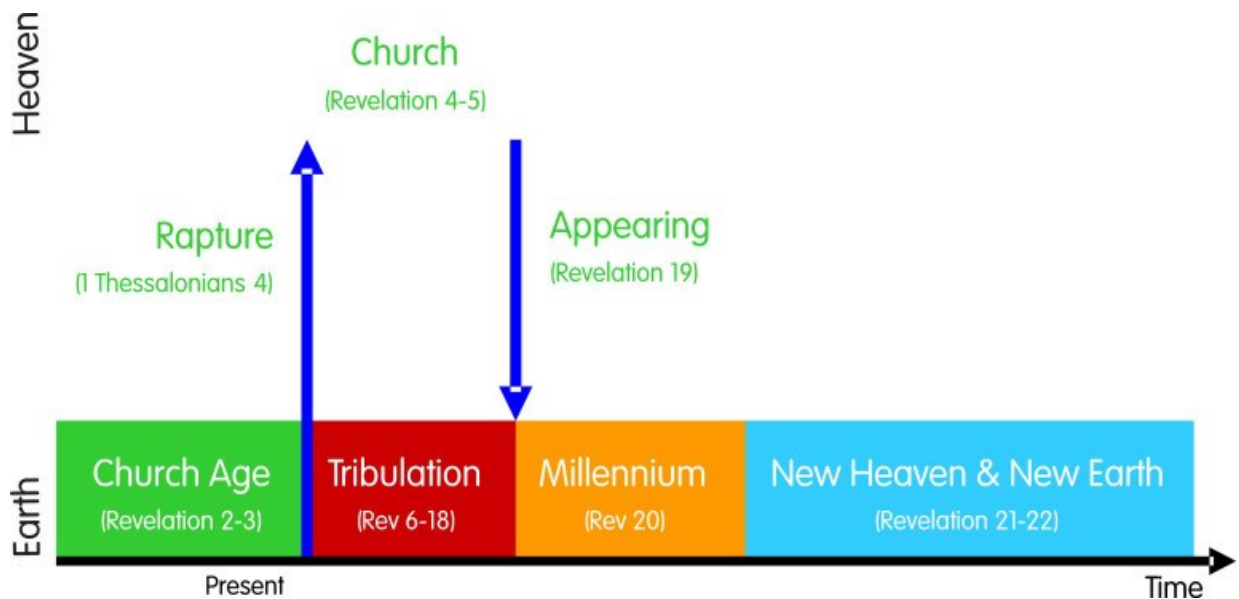 Heaven
Church
(Revelation 4-5)
Rapture
(1 Thessalonians 4)
Appearing
(Revelation 19)
Earth
Church Age
(Revelation 2-3)
Tribulation
(Rev 6-18)
Millennium
(Rev 20)
New Heaven & New Earth
(Revelation 21-22)
Present
Time